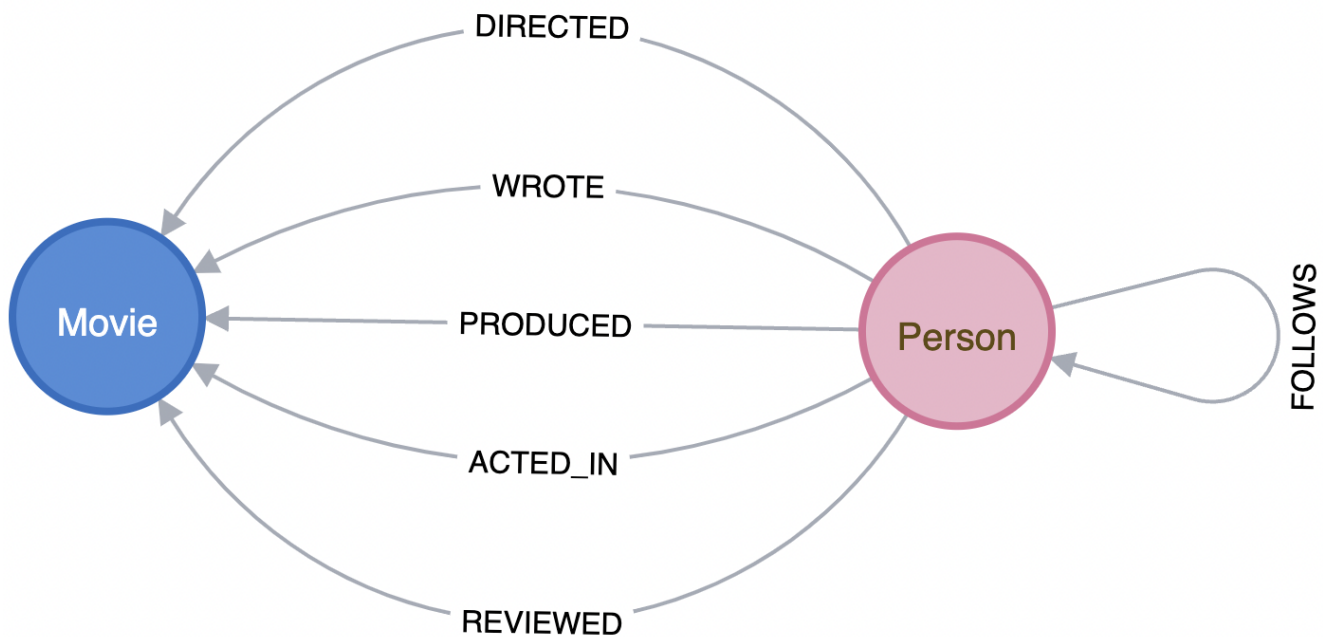 DIRECTED
WROTE
Movie
PRODUCED
Person
FOLLOWS
ACTED_IN
REVIEWED